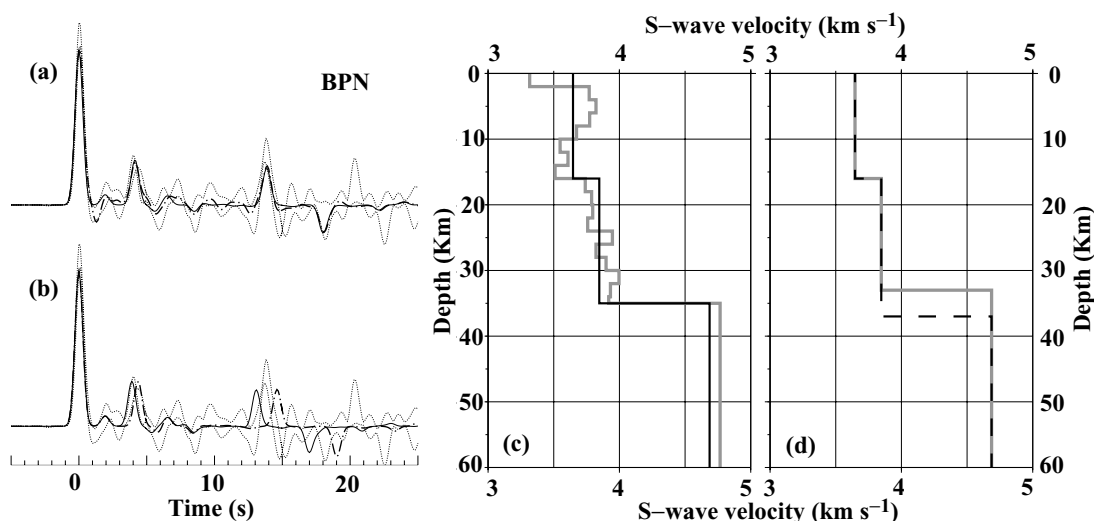 S–wave velocity (km s⁻¹)
3 4 5 3 4 5
(a)
BPN
(b)
0 10 20
Time (s)
0
10
20
30
40
50
60
Depth (Km)
(c)
(d)
0
10
20
30
40
50
60
Depth (Km)
3 4 5 3 4 5
S–wave velocity (km s⁻¹)